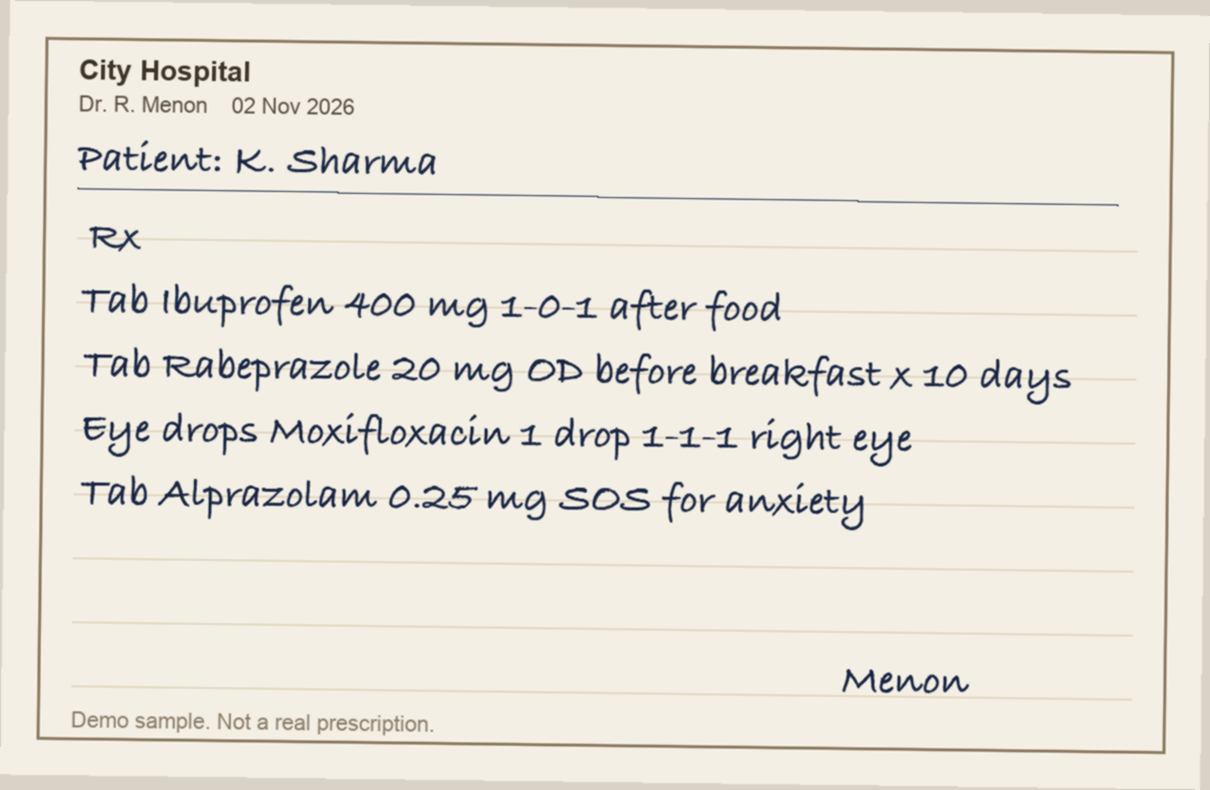 City Hospital
Dr. R. Menon 02 Nov 2026
Patient: K. Sharma
Rx
Tab Ibuprofen 400 mg 1-0-1 after food
Tab Rabeprazole 20 mg OD before breakfast x 10 days
Eye drops Moxifloxacin 1 drop 1-1-1 right eye
Tab Alprazolam 0.25 mg SOS for anxiety
Menon
Demo sample. Not a real prescription.